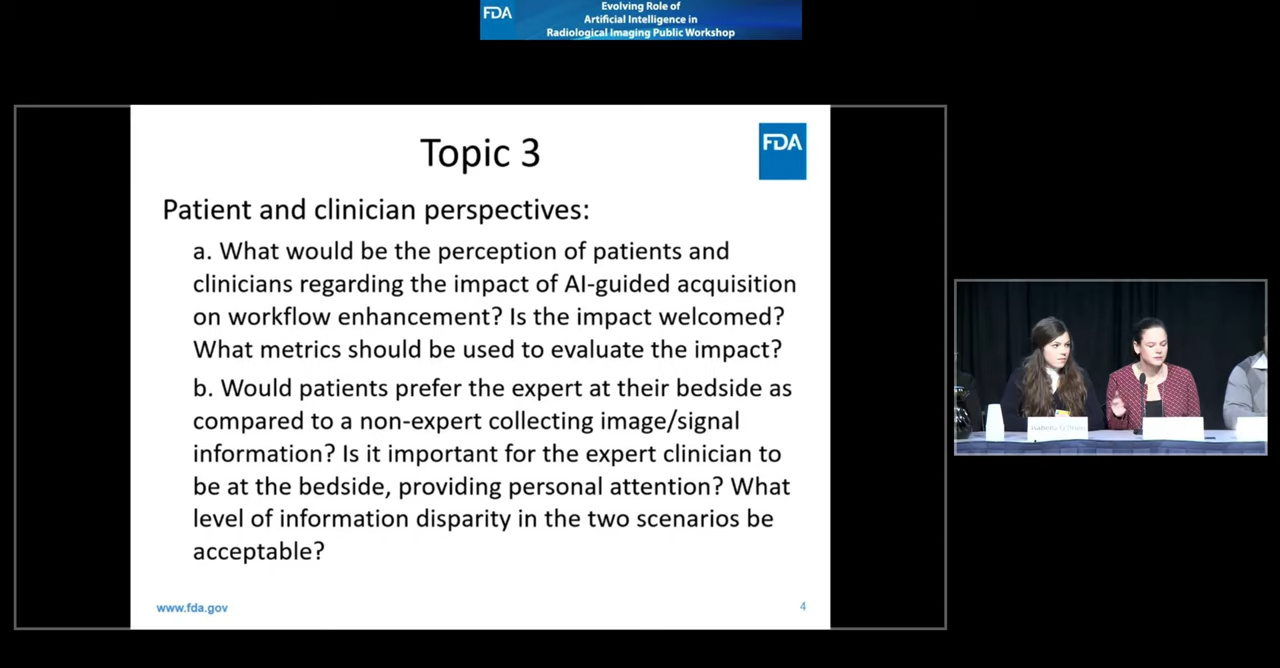 FDA
Evolving Role of
Artificial Intelligence in
Radiological Imaging Public Workshop
Topic 3
FDA
Patient and clinician perspectives:
a. What would be the perception of patients and
clinicians regarding the impact of AI-guided acquisition
on workflow enhancement? Is the impact welcomed?
What metrics should be used to evaluate the impact?
b. Would patients prefer the expert at their bedside as
compared to a non-expert collecting image/signal
information? Is it important for the expert clinician to
be at the bedside, providing personal attention? What
level of information disparity in the two scenarios be
acceptable?
www.fda.gov
4